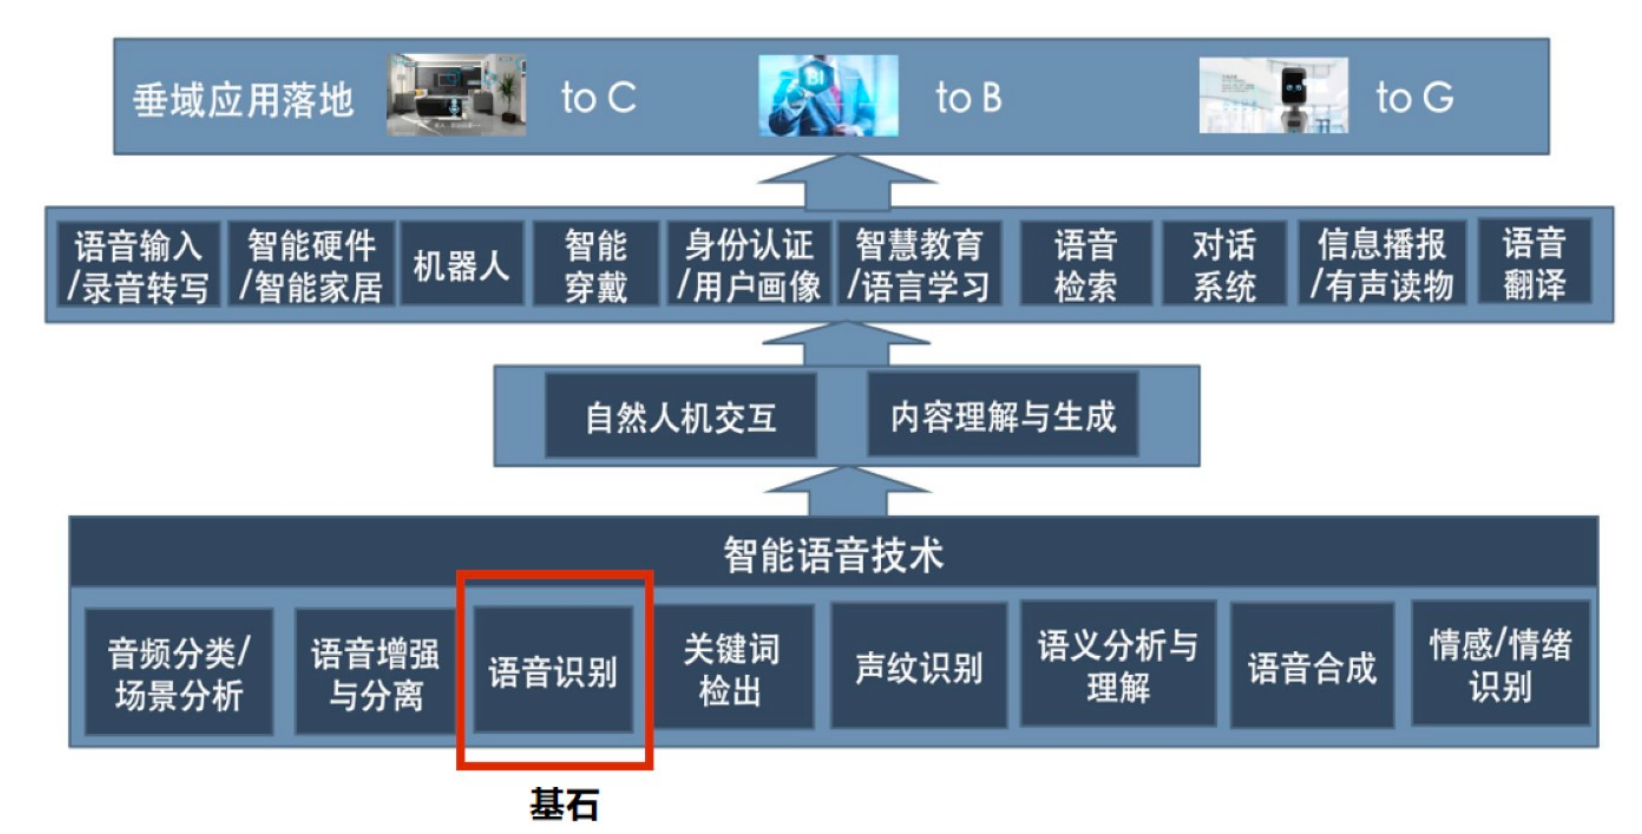 垂域应用落地
to C
BI
to B
to G
语音输入
/录音转写
智能硬件
/智能家居
机器人
智能
穿戴
身份认证
/用户画像
智慧教育
/语言学习
语音
检索
对话
系统
信息播报
/有声读物
语音
翻译
自然人机交互
内容理解与生成
智能语音技术
音频分类/
场景分析
语音增强
与分离
语音识别
关键词
检出
声纹识别
语义分析与
理解
语音合成
情感/情绪
识别
基石